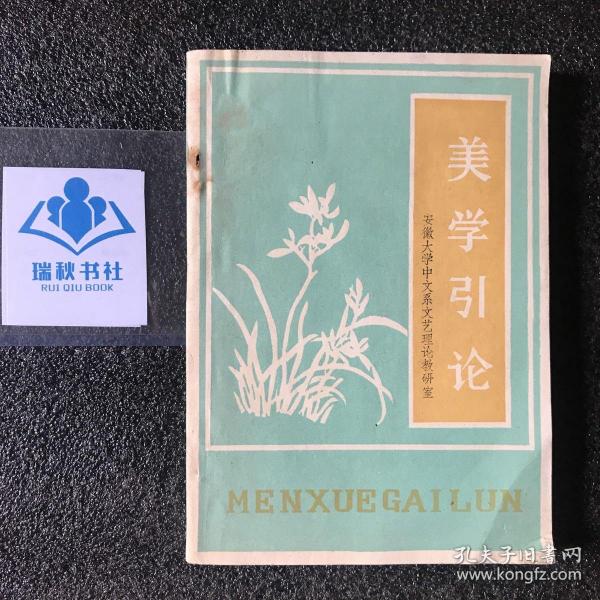 美学引论
安徽大学中文系文艺理论教研室
MENXUEGAILUN
瑞秋书社
RUI QIU BOOK
孔夫子旧书网
www.kongfz.com